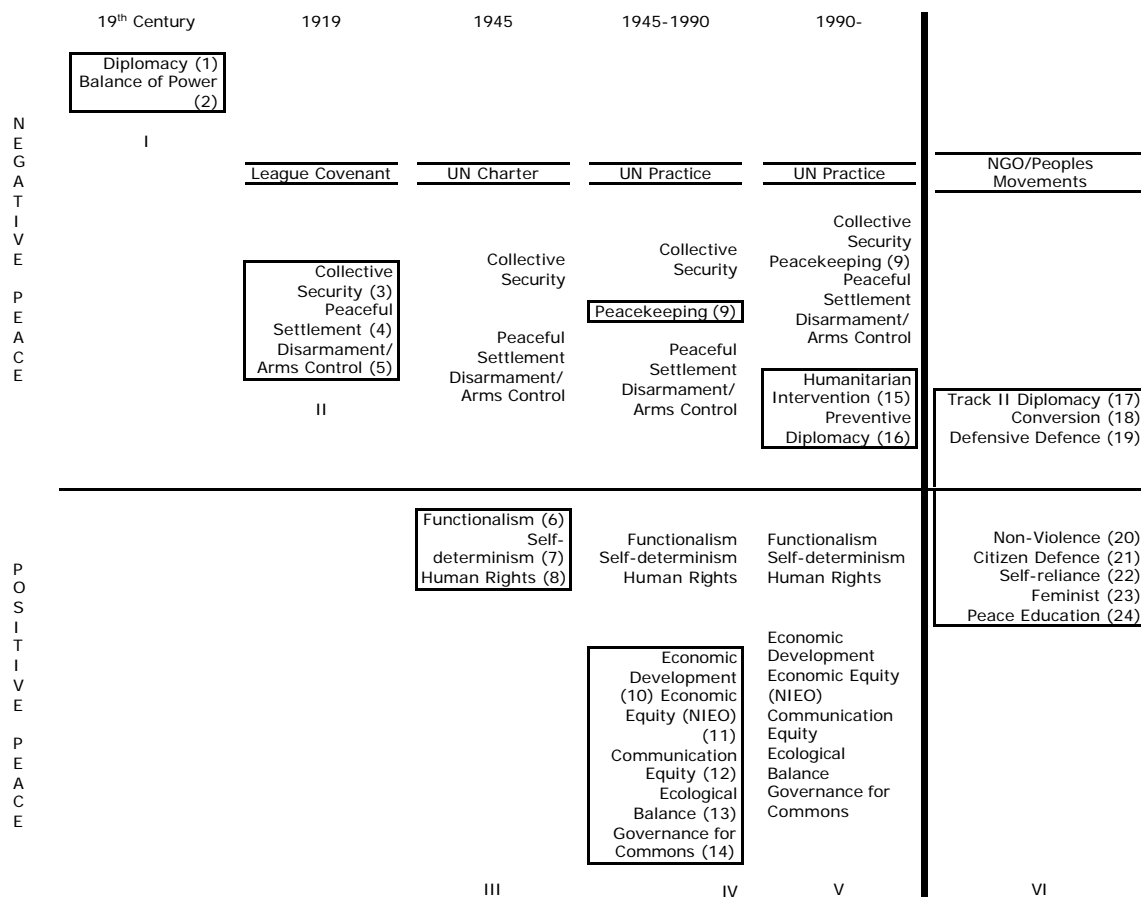 19th Century
1919
1945
1945-1990
1990-
Diplomacy (1)
Balance of Power
(2)
I
NEGATIVE PEACE
League Covenant
UN Charter
UN Practice
UN Practice
NGO/Peoples
Movements
Collective
Security (3)
Peaceful
Settlement (4)
Disarmament/
Arms Control (5)
II
Collective
Security
Peaceful
Settlement
Disarmament/
Arms Control
Collective
Security
Peacekeeping (9)
Peaceful
Settlement
Disarmament/
Arms Control
Collective
Security
Peacekeeping (9)
Peaceful
Settlement
Disarmament/
Arms Control
Humanitarian
Intervention (15)
Preventive
Diplomacy (16)
Track II Diplomacy (17)
Conversion (18)
Defensive Defence (19)
POSITIVE PEACE
Functionalism (6)
Self-
determinism (7)
Human Rights (8)
Functionalism
Self-determinism
Human Rights
Functionalism
Self-determinism
Human Rights
Non-Violence (20)
Citizen Defence (21)
Self-reliance (22)
Feminist (23)
Peace Education (24)
Economic
Development
(10) Economic
Equity (NIEO)
(11)
Communication
Equity (12)
Ecological
Balance (13)
Governance for
Commons (14)
Economic
Development
Economic Equity
(NIEO)
Communication
Equity
Ecological
Balance
Governance for
Commons
III
IV
V
VI